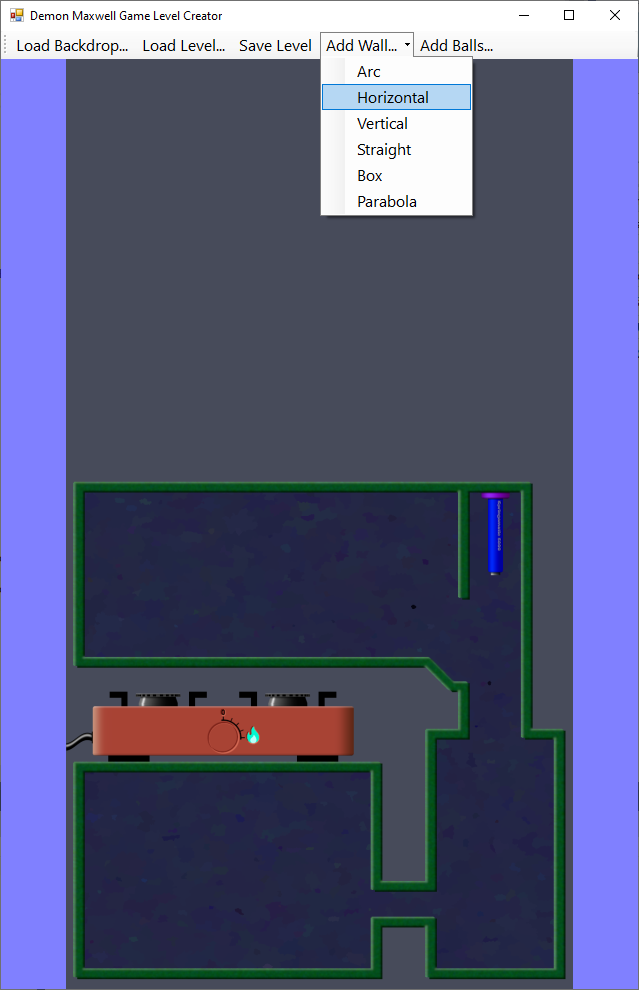 Demon Maxwell Game Level Creator
Load Backdrop... Load Level... Save Level Add Wall... Add Balls...
Arc
Horizontal
Vertical
Straight
Box
Parabola
0